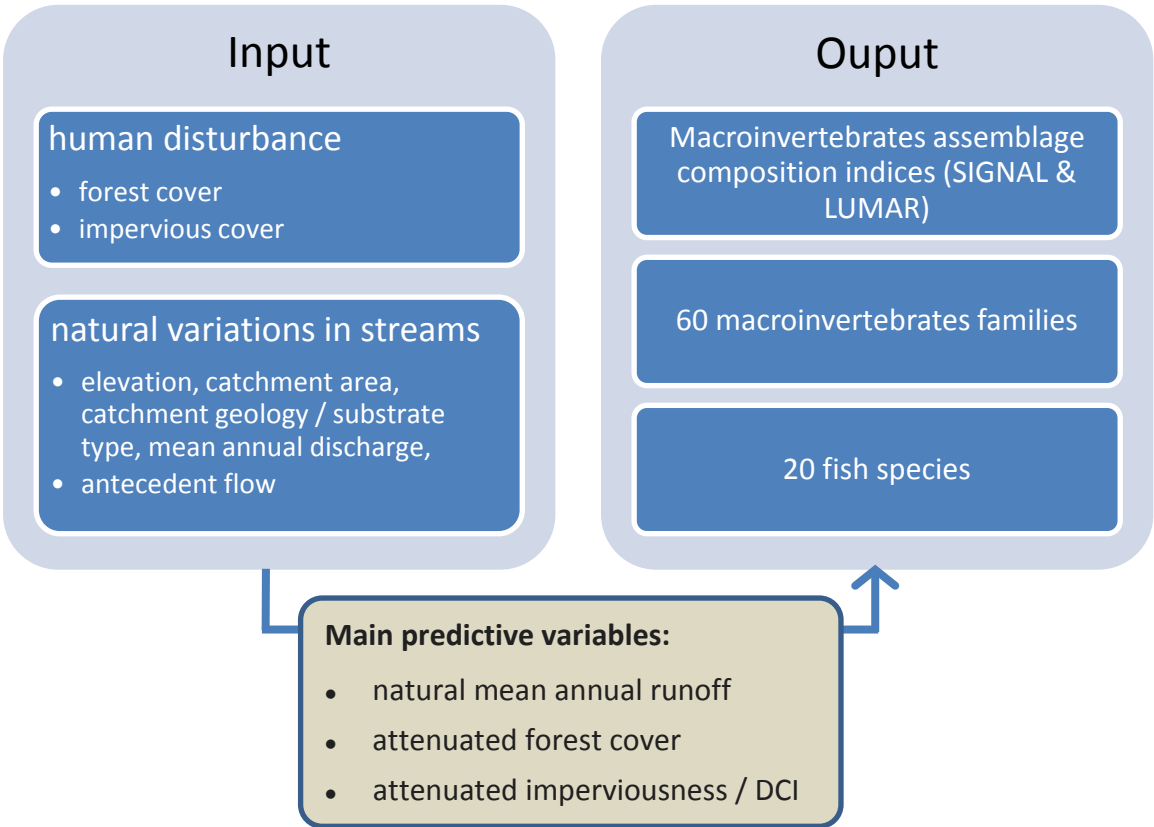 Input
human disturbance
• forest cover
• impervious cover
natural variations in streams
• elevation, catchment area,
catchment geology / substrate
type, mean annual discharge,
• antecedent flow
Ouput
Macroinvertebrates assemblage
composition indices (SIGNAL &
LUMAR)
60 macroinvertebrates families
20 fish species
Main predictive variables:
• natural mean annual runoff
• attenuated forest cover
• attenuated imperviousness / DCI